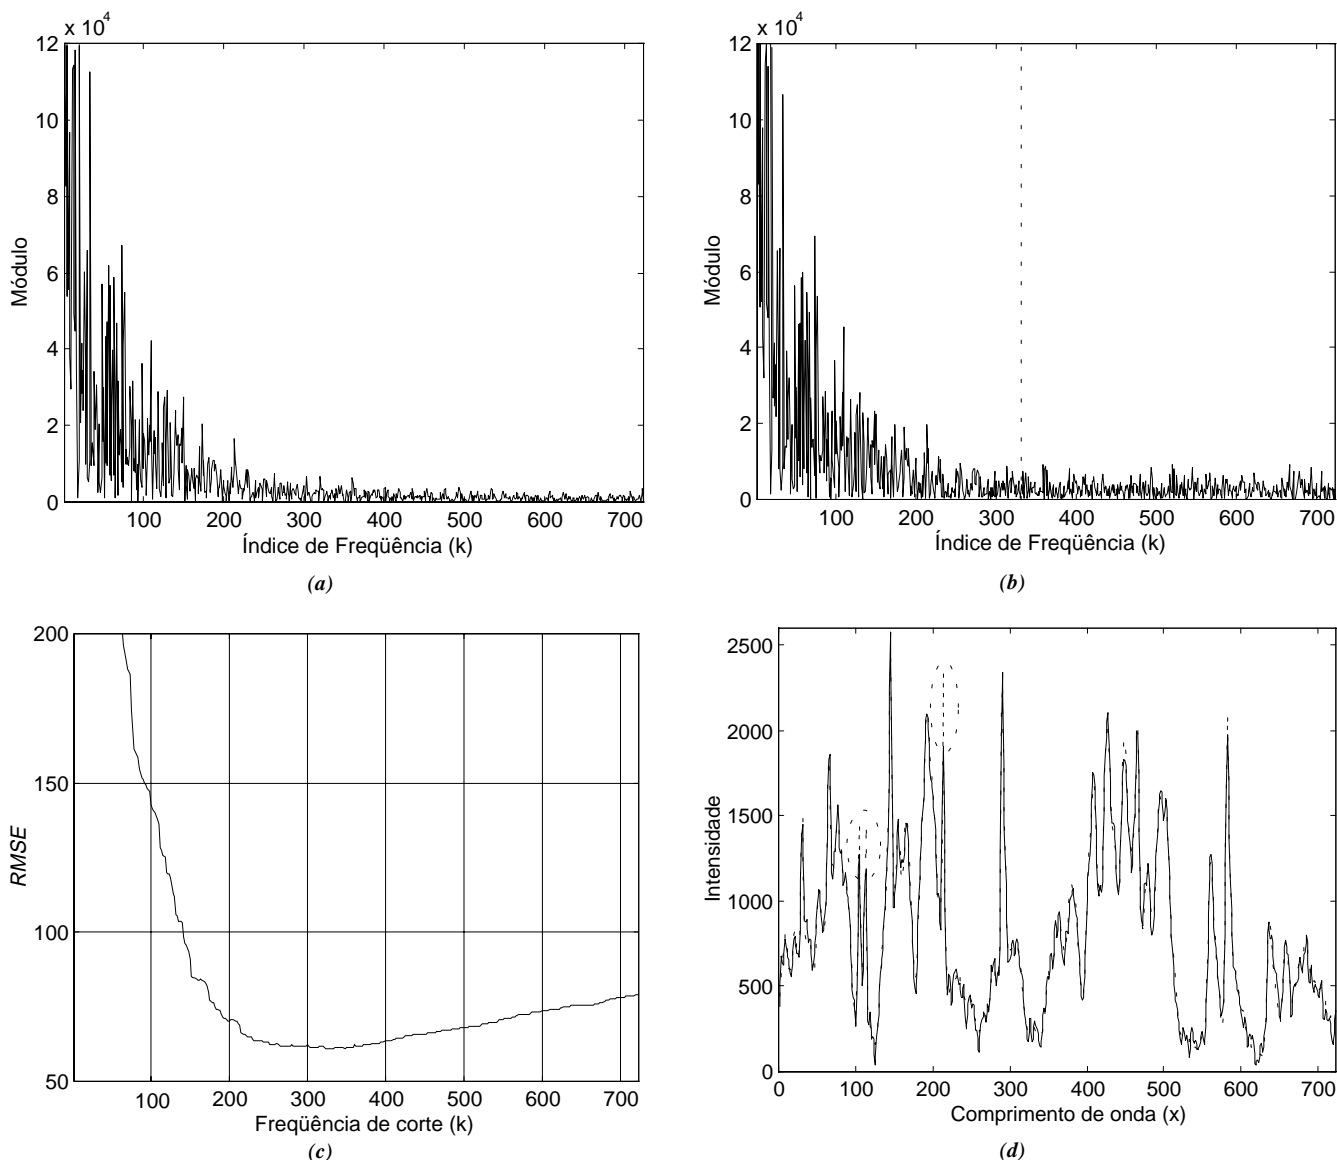 x 10^4
12
10
8
6
4
2
0
Módulo
100 200 300 400 500 600 700
Índice de Freqüência (k)
(a)
x 10^4
12
10
8
6
4
2
0
Módulo
100 200 300 400 500 600 700
Índice de Freqüência (k)
(b)
200
150
100
50
RMSE
100 200 300 400 500 600 700
Freqüência de corte (k)
(c)
2500
2000
1500
1000
500
0
Intensidade
0 100 200 300 400 500 600 700
Comprimento de onda (x)
(d)